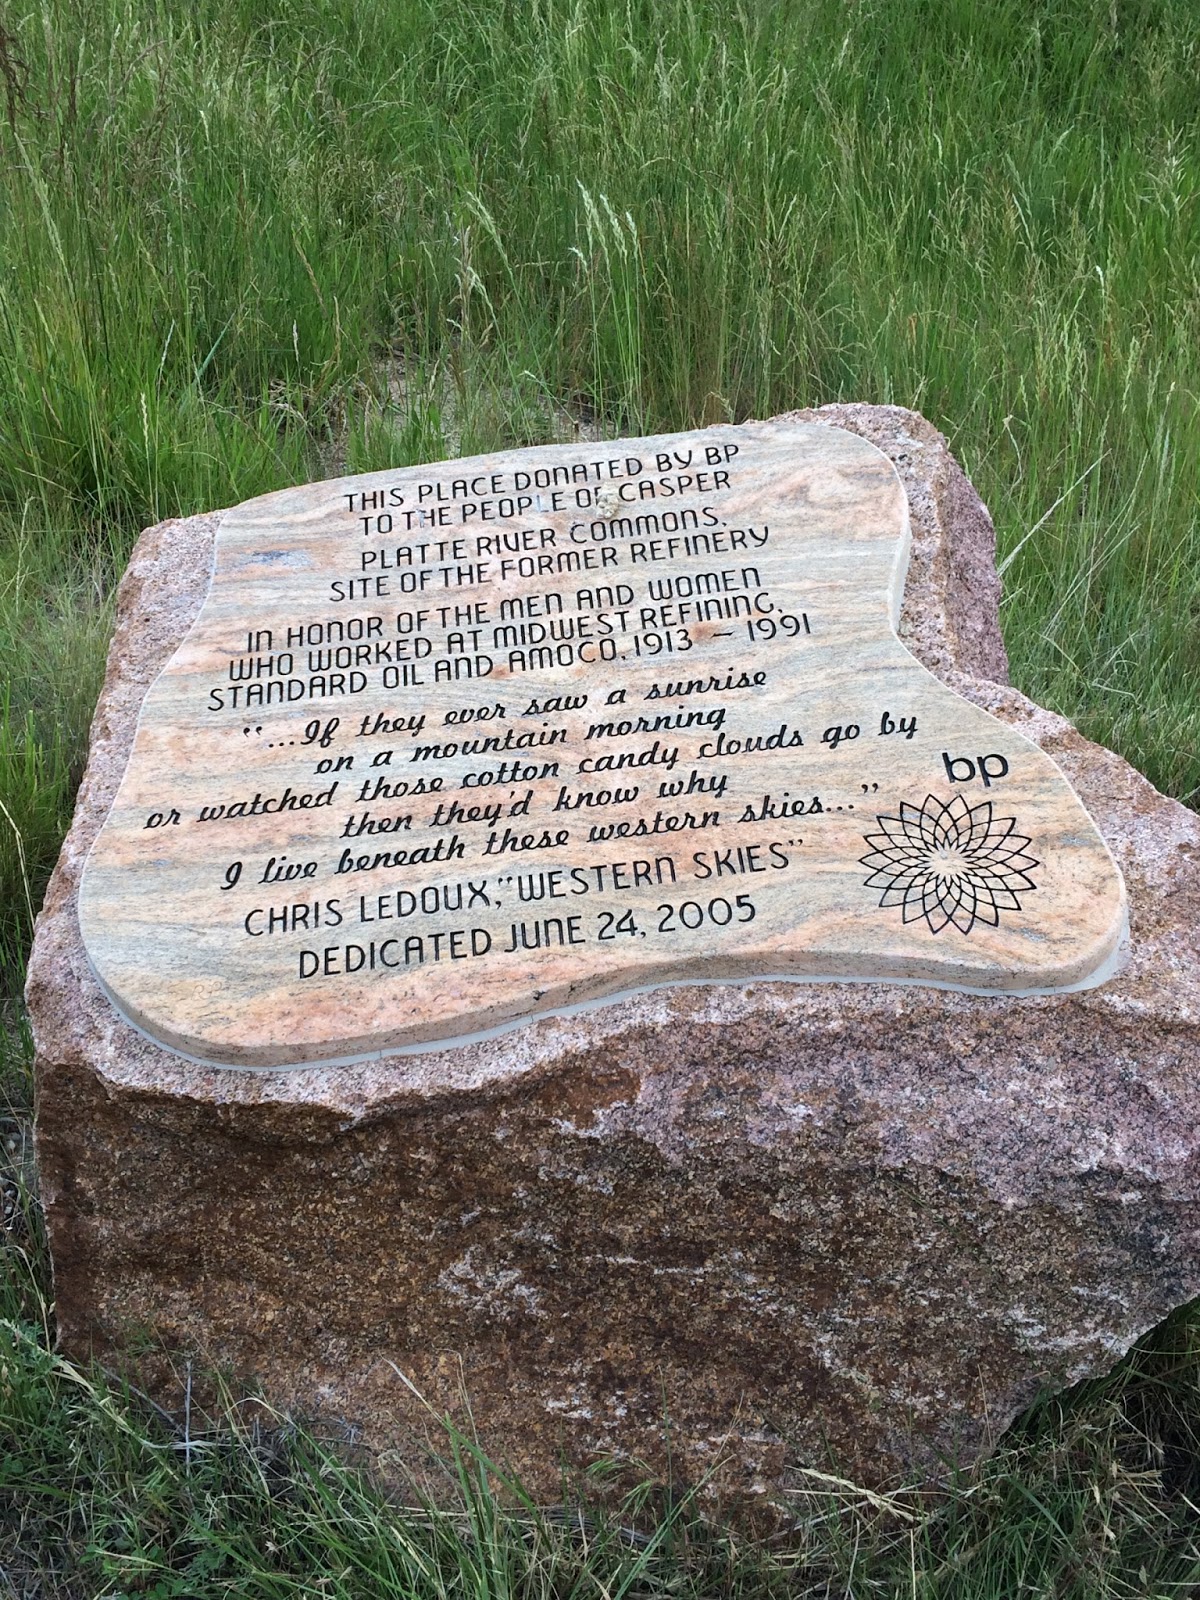 THIS PLACE DONATED BY BP
TO THE PEOPLE OF CASPER
PLATTE RIVER COMMONS,
SITE OF THE FORMER REFINERY
IN HONOR OF THE MEN AND WOMEN
WHO WORKED AT MIDWEST REFINING,
STANDARD OIL AND AMOCO, 1913 – 1991
"...If they ever saw a sunrise
on a mountain morning
or watched those cotton candy clouds go by
then they'd know why
I live beneath these western skies..."
bp
CHRIS LEDOUX, "WESTERN SKIES"
DEDICATED JUNE 24, 2005